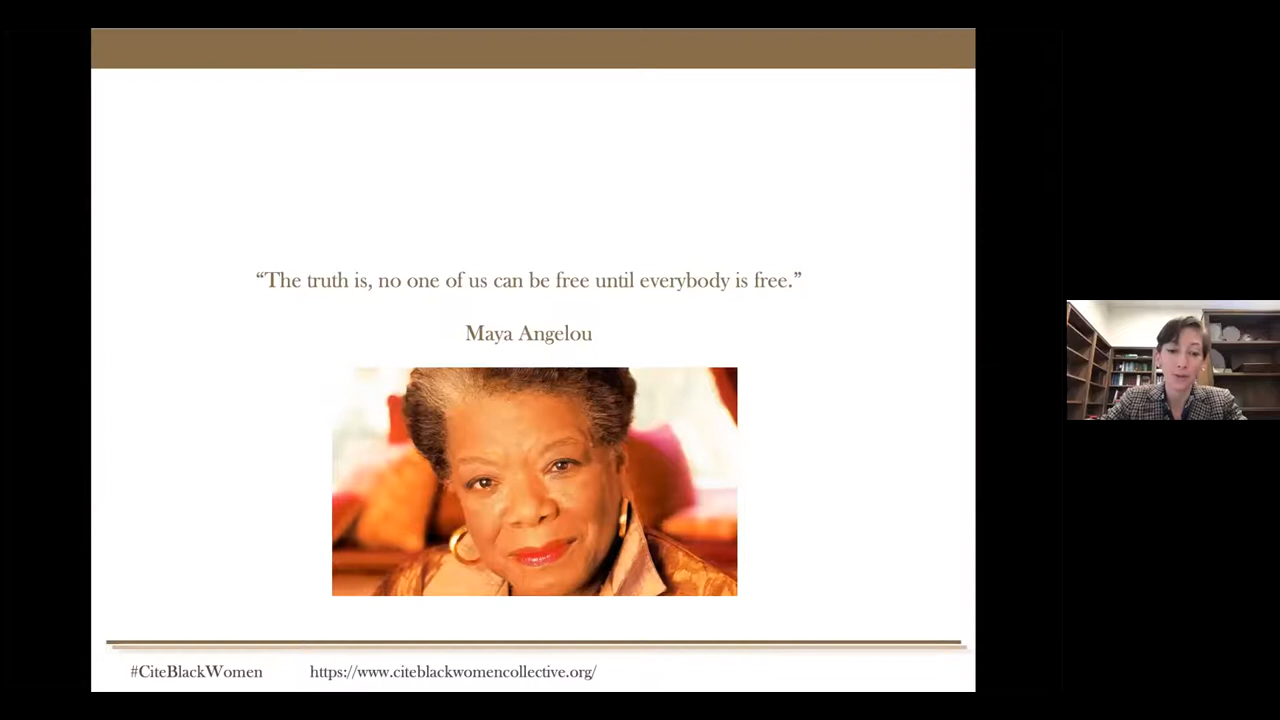 “The truth is, no one of us can be free until everybody is free.”
Maya Angelou
#CiteBlackWomen https://www.citeblackwomencollective.org/